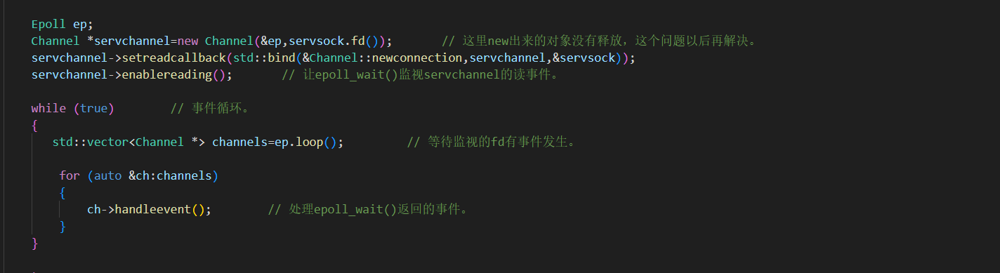 Epoll ep;
Channel *servchannel=new Channel(&ep,servsock.fd()); // 这里new出来的对象没有释放，这个问题以后再解决。
servchannel->setreadcallback(std::bind(&Channel::newconnection,servchannel,&servsock));
servchannel->enablereading(); // 让epoll_wait()监视servchannel的读事件。
while (true) // 事件循环。
{
std::vector<Channel *> channels=ep.loop(); // 等待监视的fd有事件发生。
for (auto &ch:channels)
{
ch->handleevent(); // 处理epoll_wait()返回的事件。
}
}